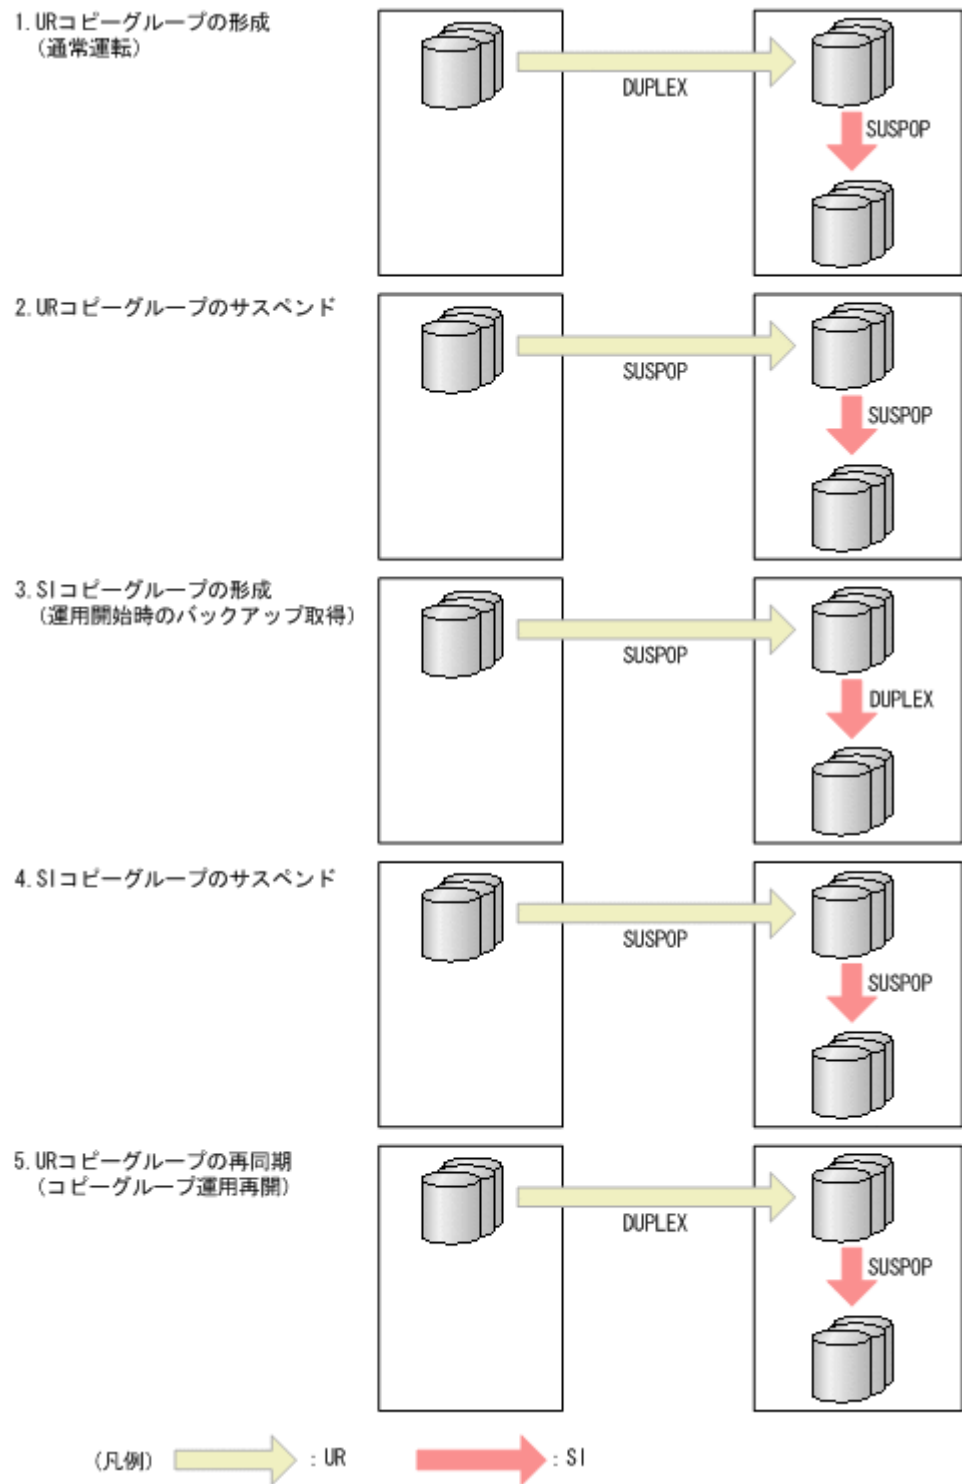 1.URコピーグループの形成
(通常運転)
DUPLEX
SUSPOP
2.URコピーグループのサスペンド
SUSPOP
SUSPOP
3.SIコピーグループの形成
(運用開始時のバックアップ取得)
SUSPOP
DUPLEX
4.SIコピーグループのサスペンド
SUSPOP
SUSPOP
5.URコピーグループの再同期
(コピーグループ運用再開)
DUPLEX
SUSPOP
(凡例) : UR : SI